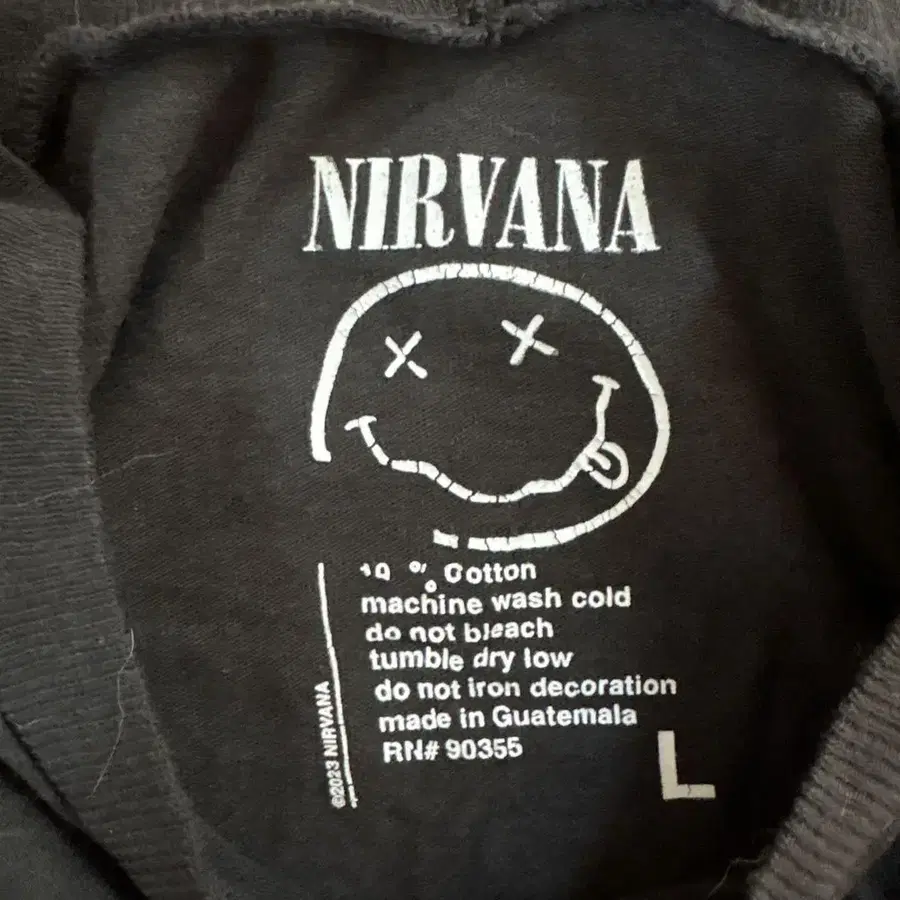 NIRVANA
Cotton
machine wash cold
do not bleach
tumble dry low
do not iron decoration
made in Guatemala
RN# 90355
L
©2023 NIRVANA